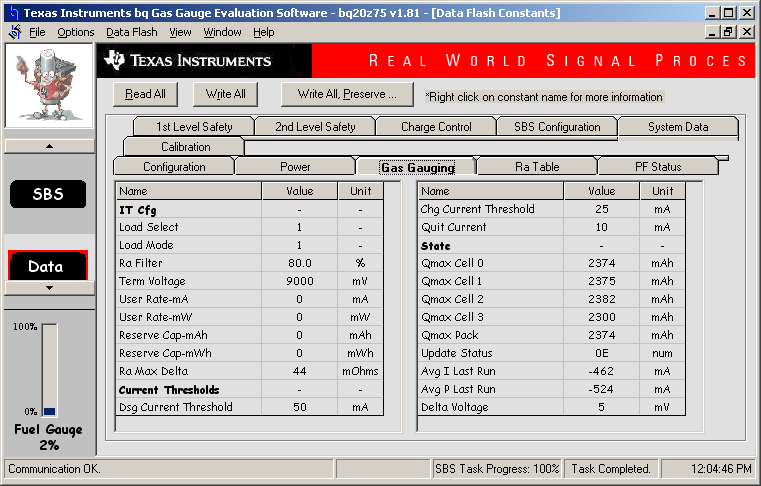 Texas Instruments bq Gas Gauge Evaluation Software - bq20z75 v1.81 - [Data Flash Constants]
File Options Data Flash View Window Help
TEXAS INSTRUMENTS REAL WORLD SIGNAL PROCES
Read All Write All Write All, Preserve ... *Right click on constant name for more information
1st Level Safety 2nd Level Safety Charge Control SBS Configuration System Data
Calibration
Configuration Power Gas Gauging Ra Table PF Status
SBS
Data
100%
0%
Fuel Gauge
2%
Name Value Unit
IT Cfg - -
Load Select 1 -
Load Mode 1 -
Ra Filter 80.0 %
Term Voltage 9000 mV
User Rate-mA 0 mA
User Rate-mW 0 mW
Reserve Cap-mAh 0 mAh
Reserve Cap-mWh 0 mWh
Ra Max Delta 44 mOhms
Current Thresholds - -
Dsg Current Threshold 50 mA
Name Value Unit
Chg Current Threshold 25 mA
Quit Current 10 mA
State - -
Qmax Cell 0 2374 mAh
Qmax Cell 1 2375 mAh
Qmax Cell 2 2382 mAh
Qmax Cell 3 2300 mAh
Qmax Pack 2374 mAh
Update Status 0E num
Avg I Last Run -462 mA
Avg P Last Run -524 mA
Delta Voltage 5 mV
Communication OK. SBS Task Progress: 100% Task Completed. 12:04:46 PM